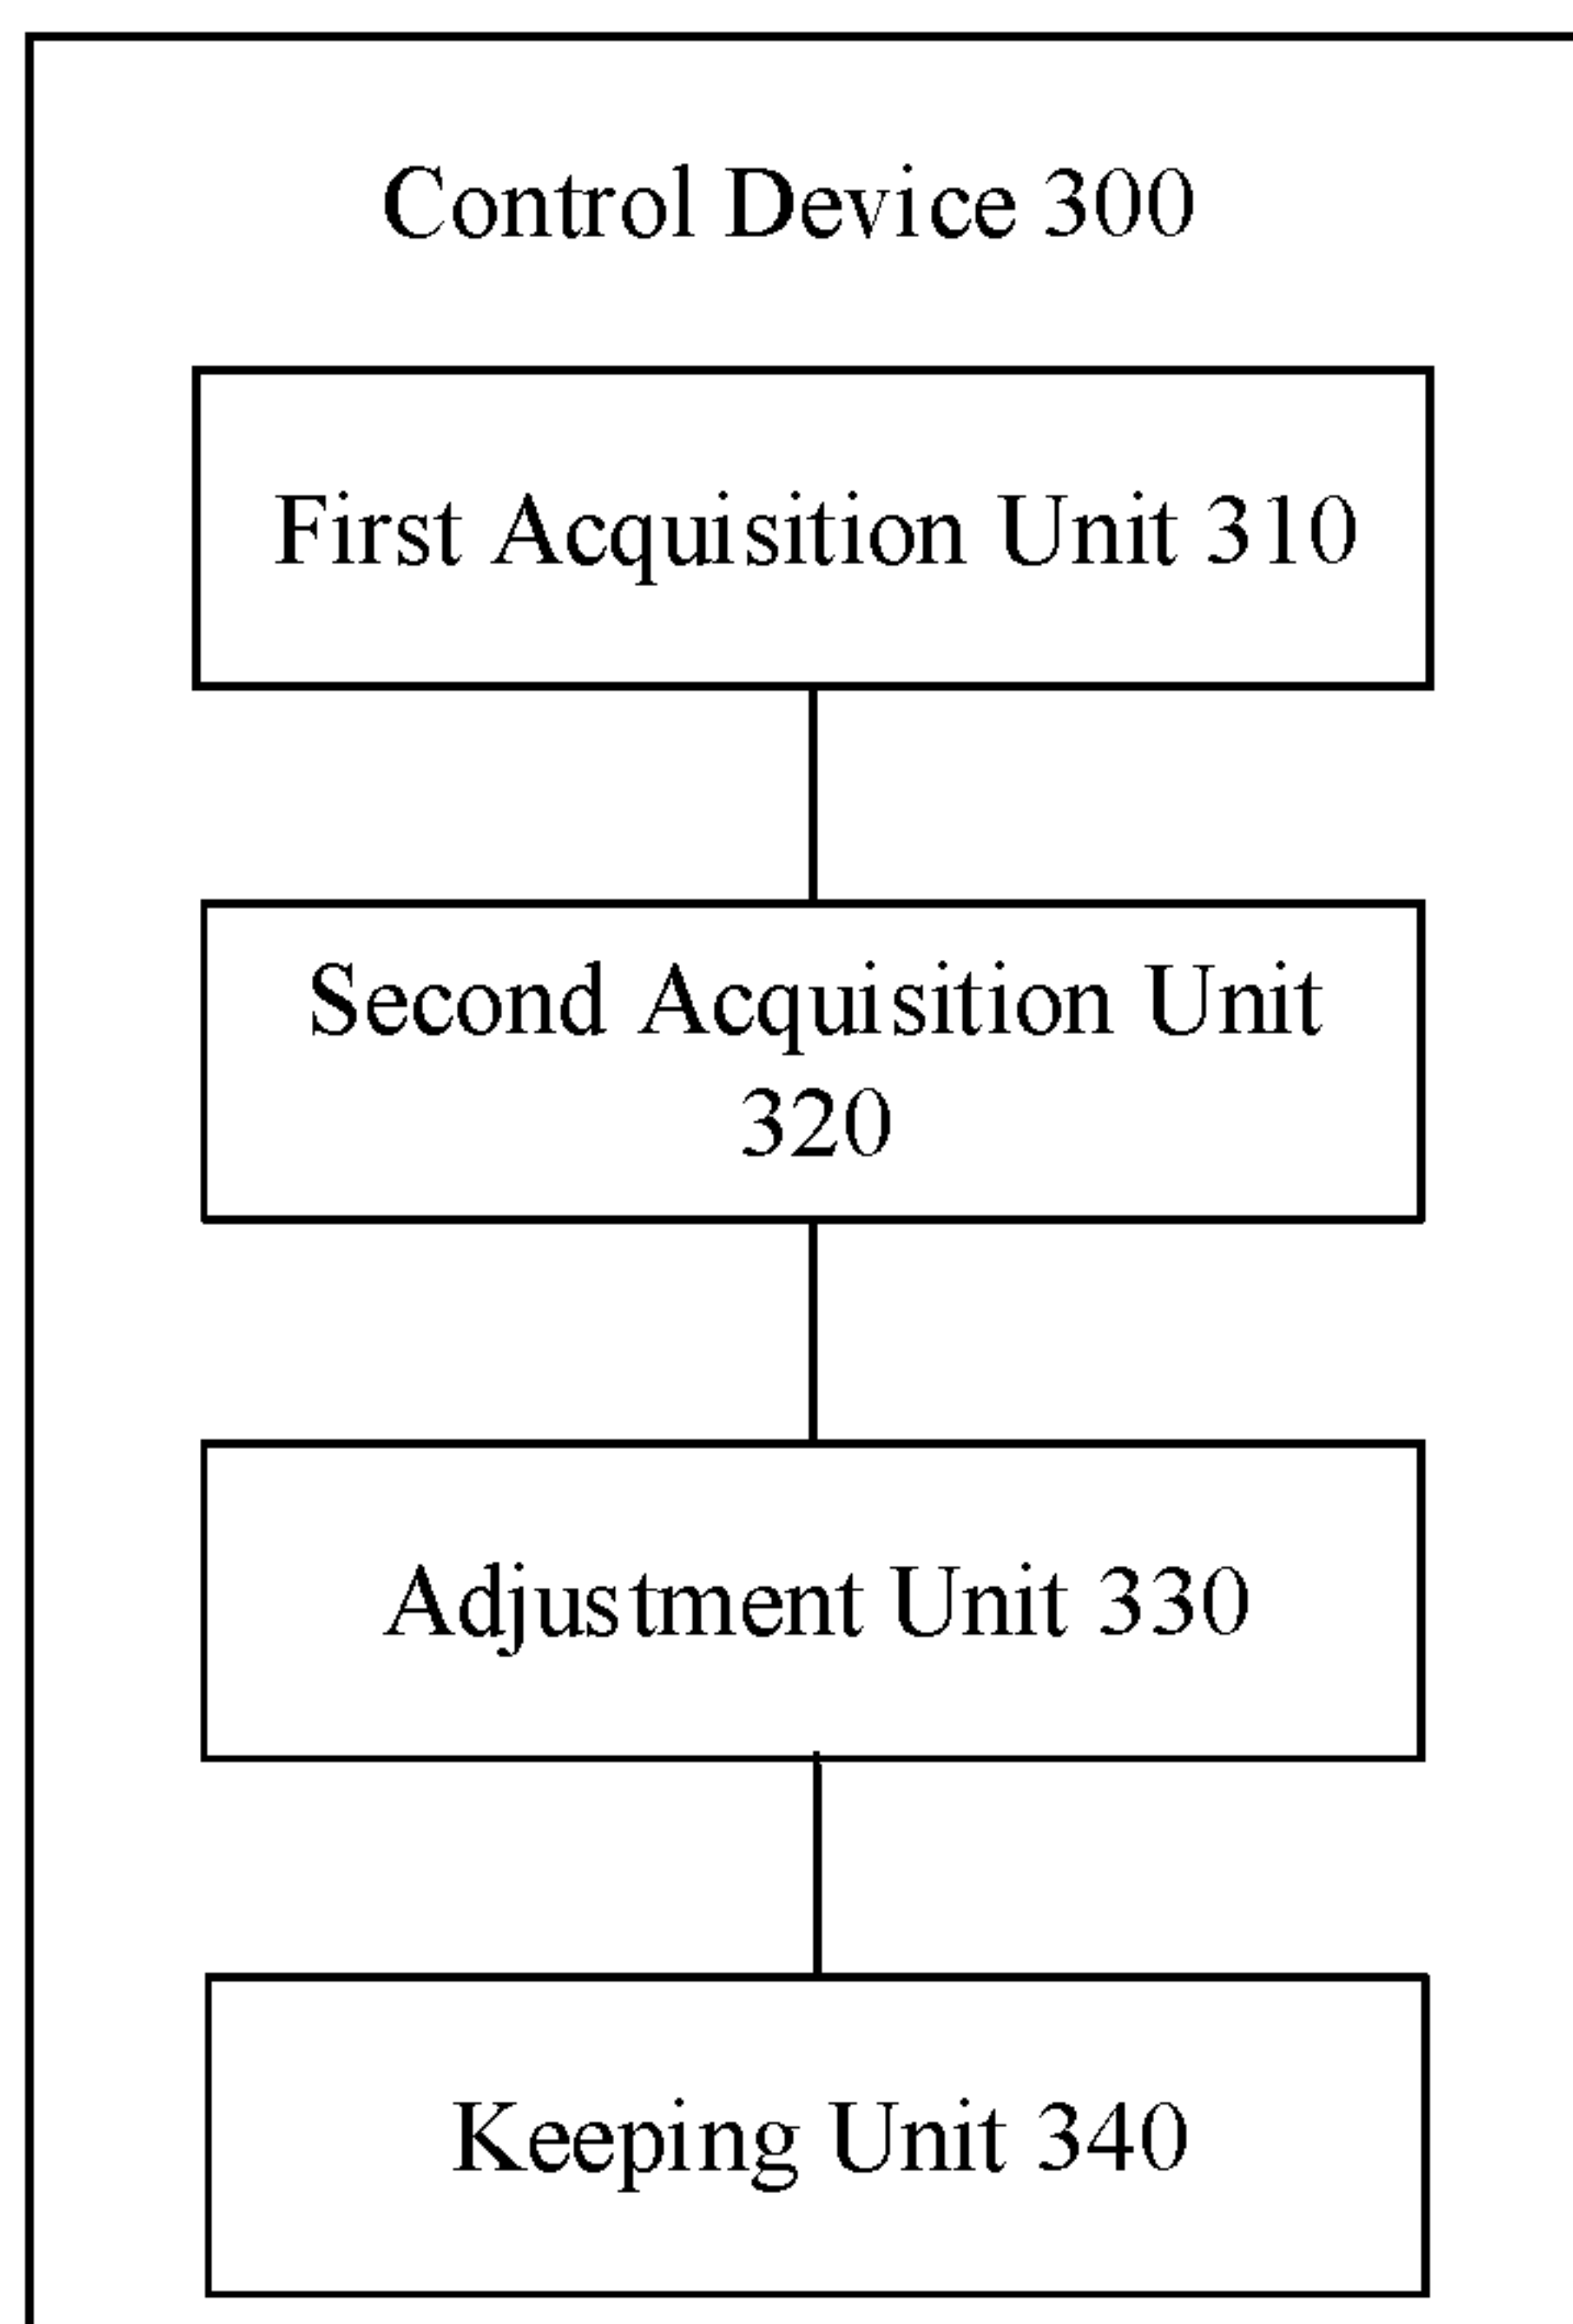 Control Device 300
First Acquisition Unit 310
Second Acquisition Unit
320
Adjustment Unit 330
Keeping Unit 340